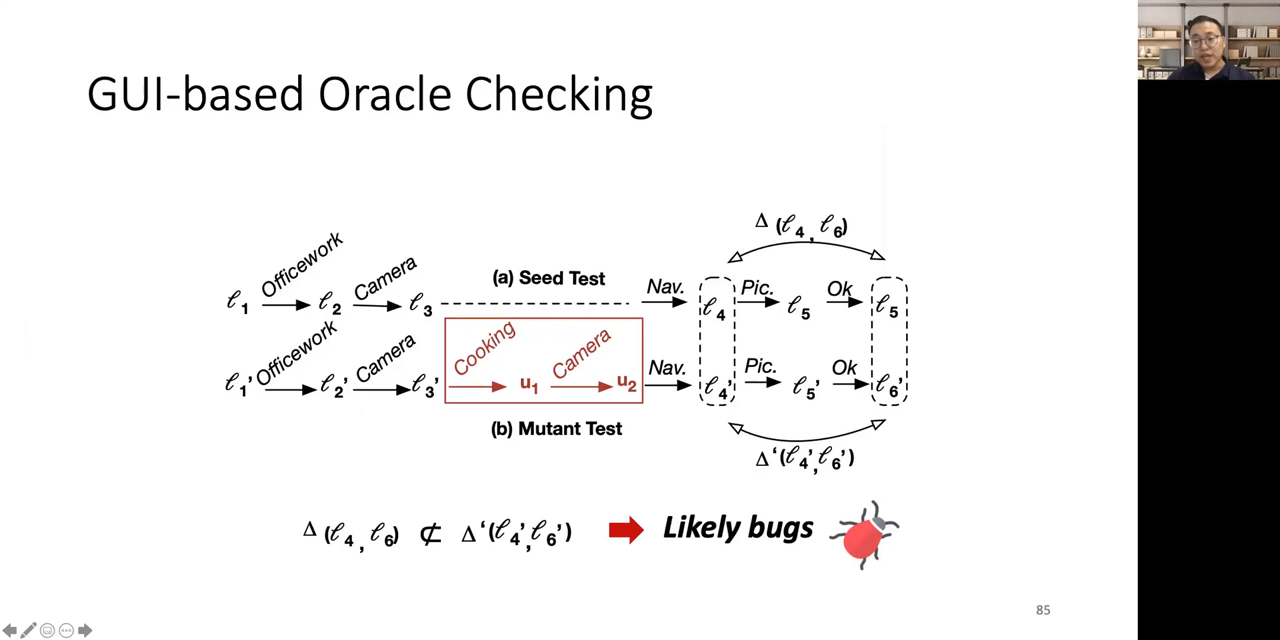 GUI-based Oracle Checking
Δ (ℓ4, ℓ6)
ℓ1 Officework ℓ2 Camera ℓ3 (a) Seed Test Nav. ℓ4 Pic. ℓ5 Ok ℓ5
ℓ1' Officework ℓ2' Camera ℓ3' Cooking u1 Camera u2 Nav. ℓ4' Pic. ℓ5' Ok ℓ6'
(b) Mutant Test
Δ‘(ℓ4’, ℓ6’)
Δ (ℓ4, ℓ6) ⊄ Δ‘(ℓ4’, ℓ6’) Likely bugs
85